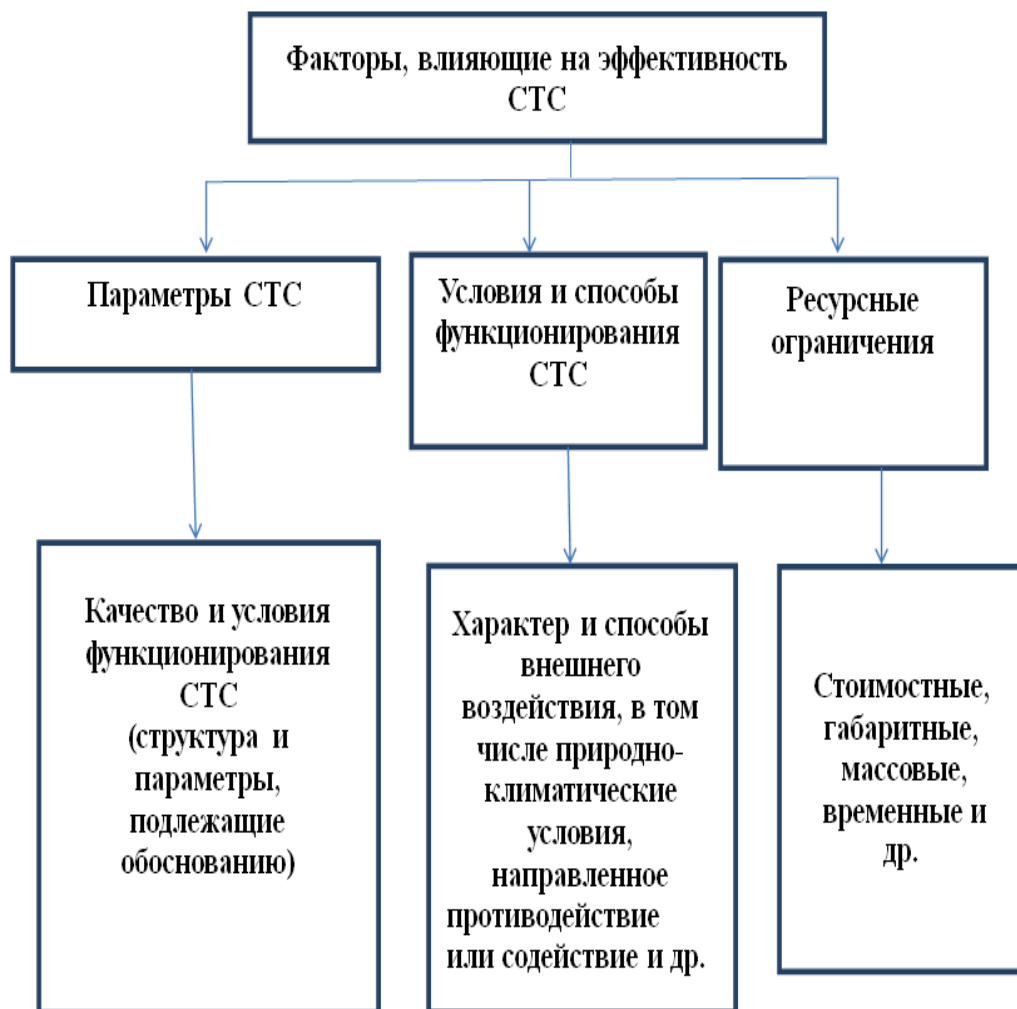 Факторы, влияющие на эффективность
СТС
Параметры СТС
Условия и способы
функционирования
СТС
Ресурсные
ограничения
Качество и условия
функционирования
СТС
(структура и
параметры,
подлежащие
обоснованию)
Характер и способы
внешнего
воздействия, в том
числе природно-
климатические
условия,
направленное
противодействие
или содействие и др.
Стоимостные,
габаритные,
массовые,
временные и
др.